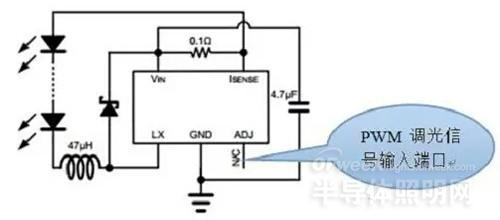 0.1Ω
VIN
ISENSE
4.7μF
47μH
LX
GND
ADJ
N/C
PWM 调光信
号输入端口
ofweek
半导体照明网